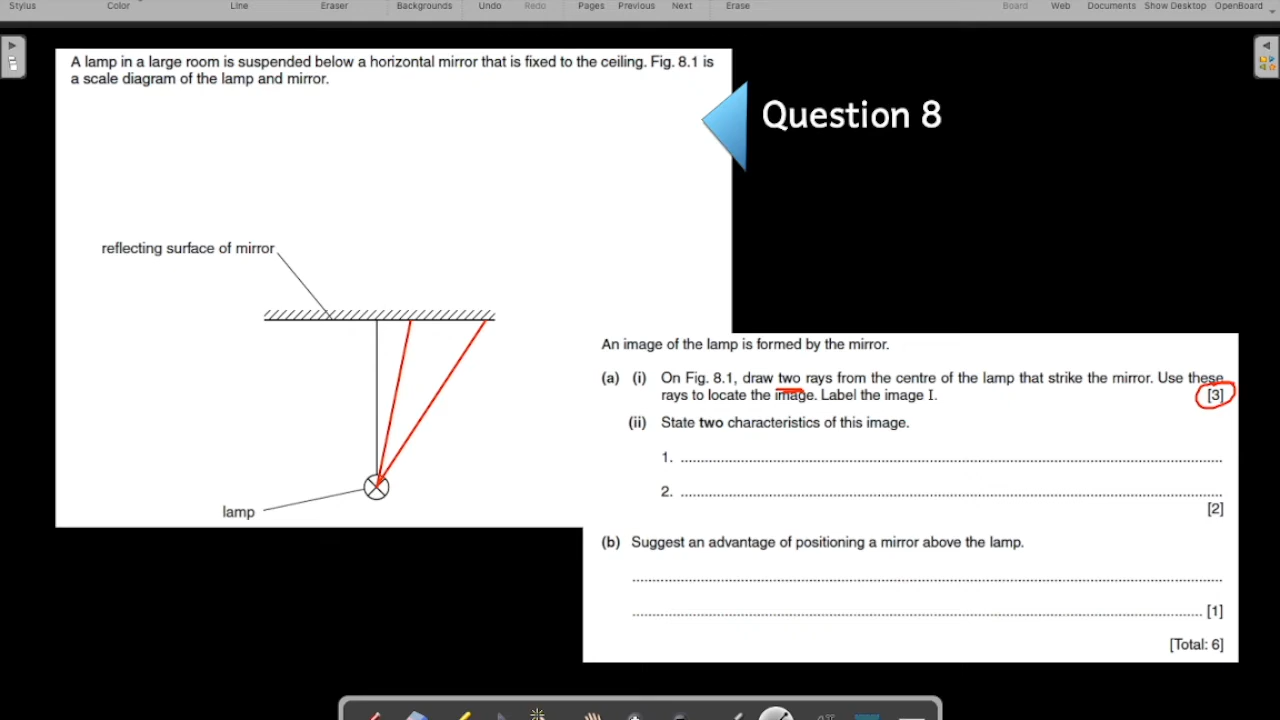 Stylus Color Line Eraser Backgrounds Undo Redo Pages Previous Next Erase Board Web Documents Show Desktop OpenBoard
A lamp in a large room is suspended below a horizontal mirror that is fixed to the ceiling. Fig. 8.1 is
a scale diagram of the lamp and mirror.
Question 8
reflecting surface of mirror
lamp
An image of the lamp is formed by the mirror.
(a) (i) On Fig. 8.1, draw two rays from the centre of the lamp that strike the mirror. Use these
rays to locate the image. Label the image I. [3]
(ii) State two characteristics of this image.
1. ........................................................................
2. ........................................................................
[2]
(b) Suggest an advantage of positioning a mirror above the lamp.
........................................................................
........................................................................ [1]
[Total: 6]